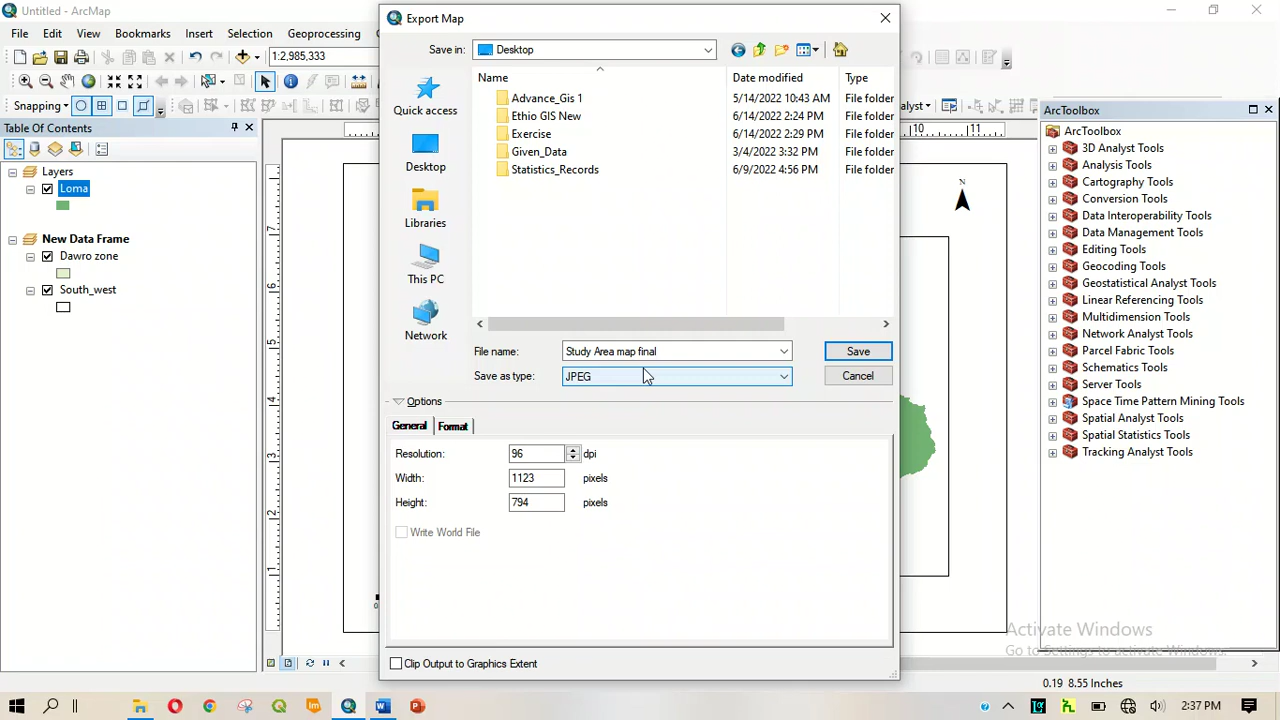 Untitled - ArcMap
File Edit View Bookmarks Insert Selection Geoprocessing
1:2,985,333
Snapping
Table Of Contents
Layers
Loma
New Data Frame
Dawro zone
South_west
Export Map
Save in: Desktop
Quick access
Desktop
Libraries
This PC
Network
Name Date modified Type
Advance_Gis 1 5/14/2022 10:43 AM File folder
Ethio GIS New 5/14/2022 2:24 PM File folder
Exercise 6/14/2022 2:29 PM File folder
Given_Data 3/4/2022 3:32 PM File folder
Statistics_Records 6/9/2022 4:56 PM File folder
File name: Study Area map final Save
Save as type: JPEG Cancel
Options
General Format
Resolution: 96 dpi
Width: 1123 pixels
Height: 794 pixels
Write World File
Clip Output to Graphics Extent
10 11
N
7
6
5
4
3
2
1
0
ArcToolbox
ArcToolbox
3D Analyst Tools
Analysis Tools
Cartography Tools
Conversion Tools
Data Interoperability Tools
Data Management Tools
Editing Tools
Geocoding Tools
Geostatistical Analyst Tools
Linear Referencing Tools
Multidimension Tools
Network Analyst Tools
Parcel Fabric Tools
Schematics Tools
Server Tools
Space Time Pattern Mining Tools
Spatial Analyst Tools
Spatial Statistics Tools
Tracking Analyst Tools
Activate Windows
Go to Settings to activate Windows.
0.19 8.55 Inches
2:37 PM